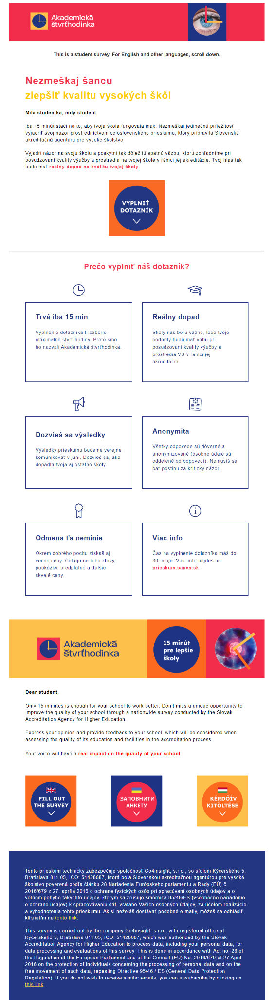 Akademická
štvrťhodinka
This is a student survey. For English and other languages, scroll down.
Nezmeškaj šancu
zlepšiť kvalitu vysokých škôl
Milá študentka, milý študent,
iba 15 minút stačí na to, aby tvoja škola fungovala inak. Nezmeškaj jedinečnú príležitosť
vyjadriť svoj názor prostredníctvom celoslovenského prieskumu, ktorý pripravila Slovenská
akreditačná agentúra pre vysoké školstvo
Vyjadri názor na svoju školu a poskytni tak dôležitú spätnú väzbu, ktorú zohľadníme pri
posudzovaní kvality výučby a prostredia na tvojej škole v rámci jej akreditácie. Tvoj hlas tak
bude mať reálny dopad na kvalitu tvojej školy.
VYPLNIŤ
DOTAZNÍK
Prečo vyplniť náš dotazník?
Trvá iba 15 min
Vyplnenie dotazníka ti zaberie
maximálne štvrť hodiny. Preto sme
ho nazvali Akademická štvrťhodinka.
Reálny dopad
Školy nás berú vážne, lebo tvoje
podnety budú mať váhu pri
posudzovaní kvality výučby a
prostredia VŠ v rámci jej
akreditácie.
Dozvieš sa výsledky
Výsledky prieskumu budeme verejne
komunikovať v júni. Dozvieš sa, ako
dopadla tvoja aj ostatné školy.
Anonymita
Všetky odpovede sú dôverné a
anonymizované (osobné údaje sú
oddelené od odpovedí). Nemusíš sa
báť postihu za kritický názor.
Odmena ťa neminie
Okrem dobrého pocitu získaš aj
vecné ceny. Čakajú na teba zľavy,
poukážky, predplatné a ďalšie
skvelé ceny.
Viac info
Čas na vyplnenie dotazníka máš do
30. mája. Viac info nájdeš na
prieskum.saavs.sk.
Akademická
štvrťhodinka
15 minút
pre lepšie
školy
Dear student,
Only 15 minutes is enough for your school to work better. Don't miss a unique opportunity to
improve the quality of your school through a nationwide survey conducted by the Slovak
Accreditation Agency for Higher Education.
Express your opinion and provide feedback to your school, which will be considered when
assessing the quality of its education and facilities in the accreditation process.
Your voice will have a real impact on the quality of your school.
FILL OUT
THE SURVEY
ЗАПОВНИТИ
АНКЕТУ
KÉRDŐÍV
KITÖLTÉSE
Tento prieskum technicky zabezpečuje spoločnosť Go4insight, s.r.o., so sídlom Kýčerského 5,
Bratislava 811 05, IČO: 51428687, ktorá bola Slovenskou akreditačnou agentúrou pre vysoké
školstvo poverená podľa článku 28 Nariadenia Európskeho parlamentu a Rady (EÚ) č.
2016/679 z 27. apríla 2016 o ochrane fyzických osôb pri spracúvaní osobných údajov a o
voľnom pohybe takýchto údajov, ktorým sa zrušuje smernica 95/46/ES (všeobecné nariadenie
o ochrane údajov) k spracovávaniu dát, vrátane Vašich osobných údajov, za účelom realizácie
a vyhodnotenia tohto prieskumu. Ak si neželáš dostávať podobné e-maily, môžeš sa odhlásiť
kliknutím na tento link.
This survey is carried out by the company Go4insight, s.r.o., with registered office at
Kýčerského 5, Bratislava 811 05, IČO: 51428687, which was authorized by the Slovak
Accreditation Agency for Higher Education to process data, including your personal data, for
data processing and evaluations of this survey. This is done in accordance with Act no. 28 of
the Regulation of the European Parliament and of the Council (EU) No. 2016/679 of 27 April
2016 on the protection of individuals concerning the processing of personal data and on the
free movement of such data, repealing Directive 95/46 / ES (General Data Protection
Regulation). If you do not wish to receive similar emails, you can unsubscribe by clicking on
this link.